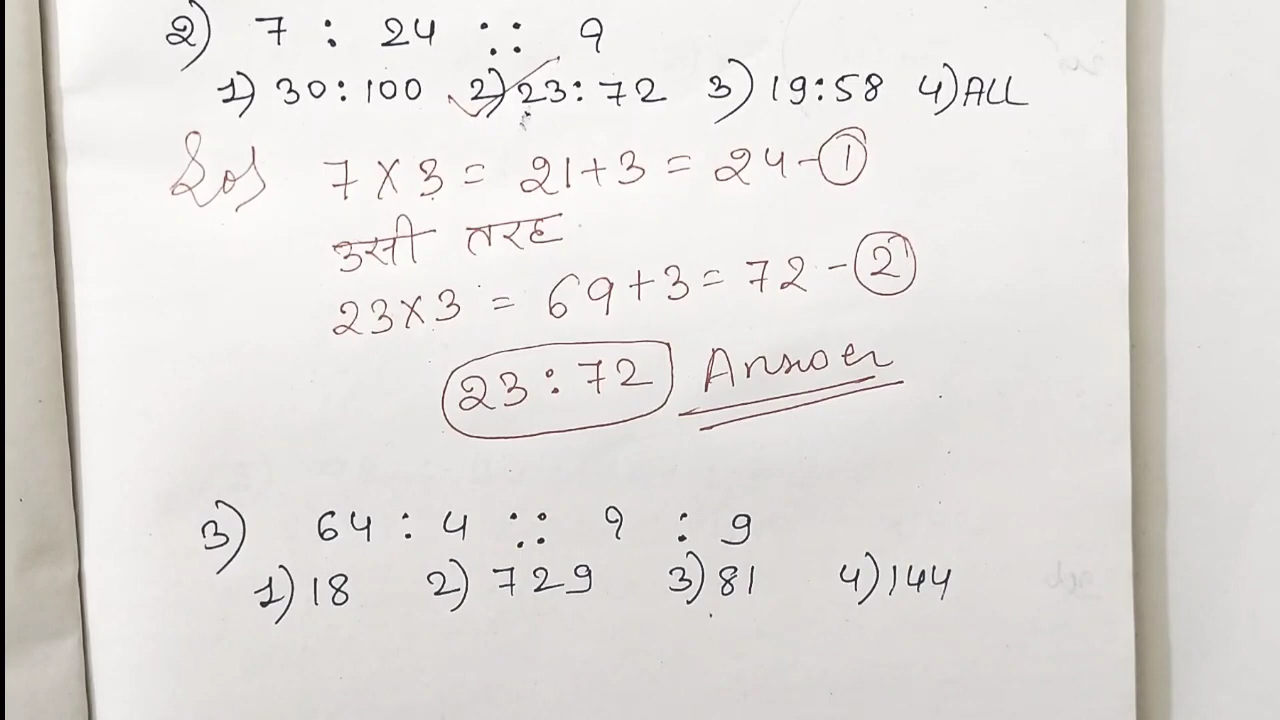 2) 7 : 24 :: ?
1) 30:100 2) 23:72 3) 19:58 4) ALL
Sol 7 × 3 = 21+3 = 24 - ①
उसी तरह
23×3 = 69+3 = 72 - ②
23:72 Answer
3) 64 : 4 :: ? : 9
1) 18 2) 729 3) 81 4) 144